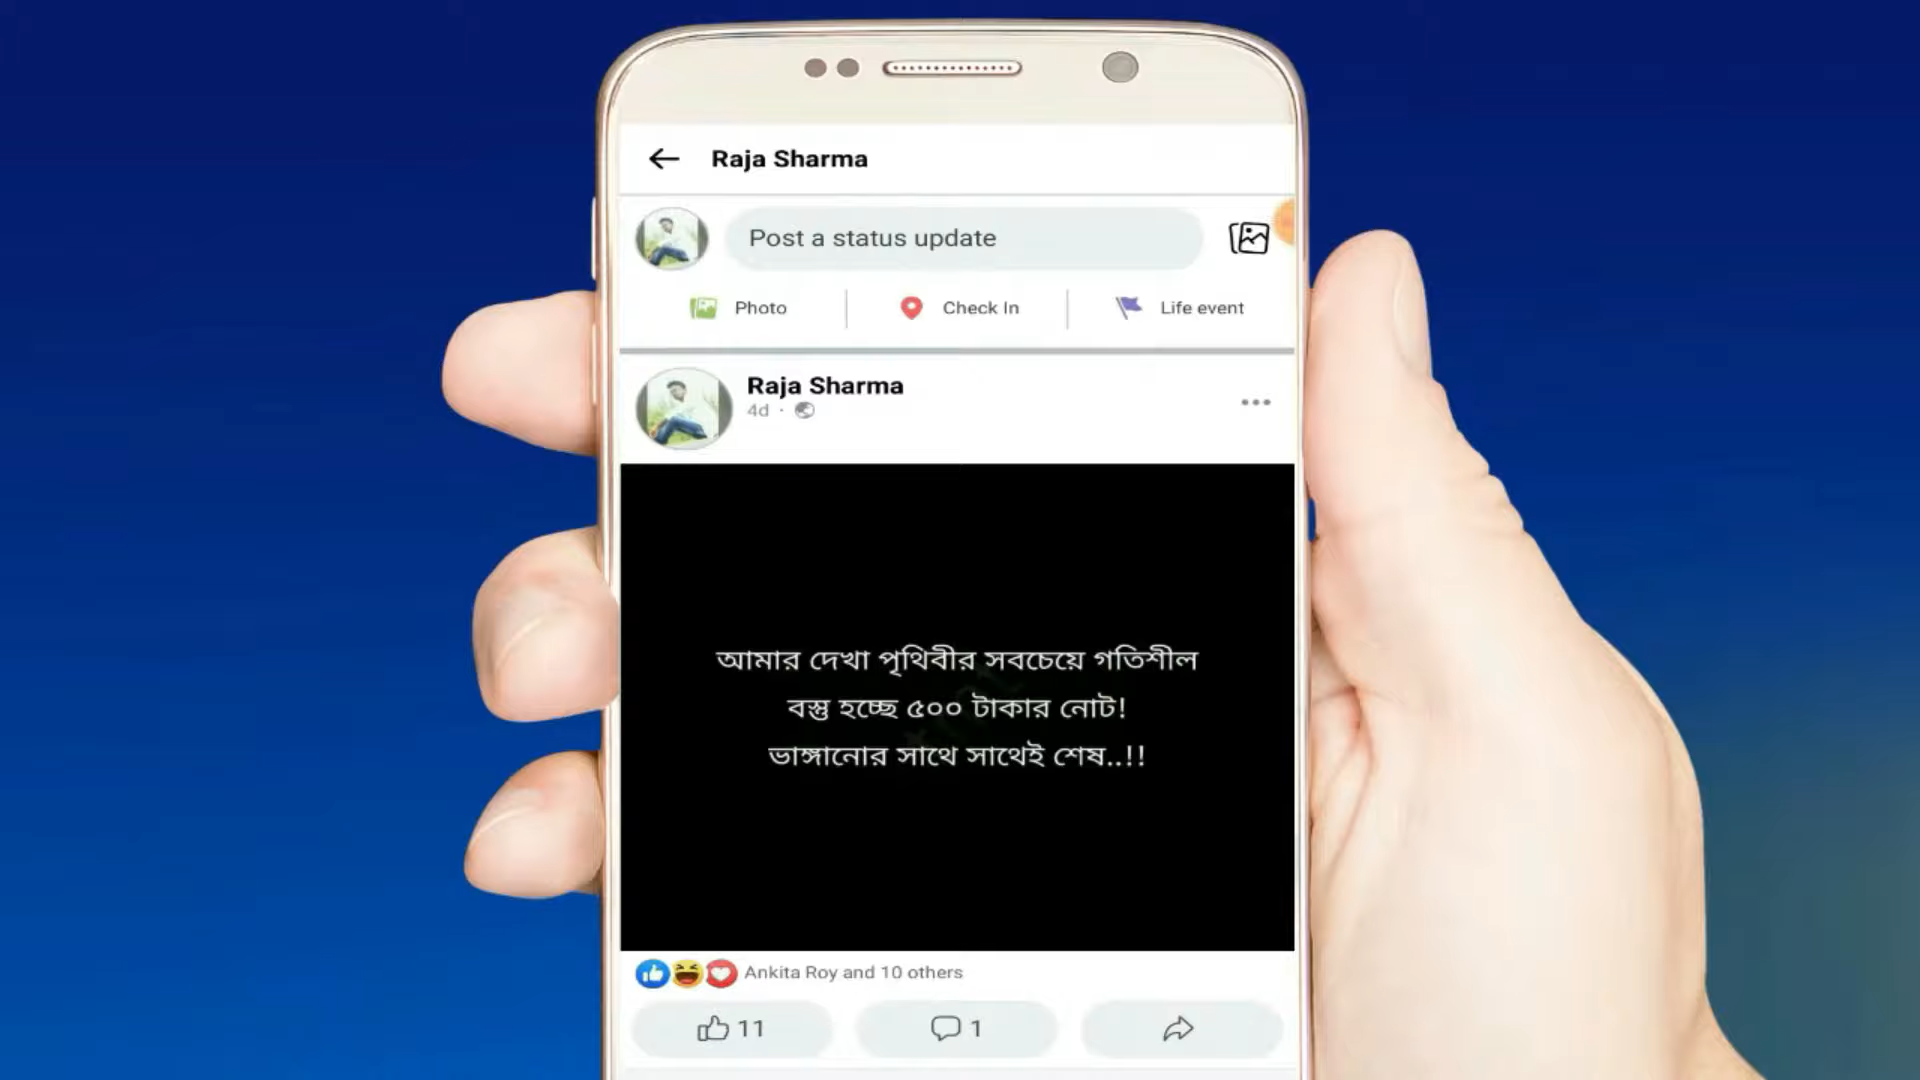 Raja Sharma
Post a status update
Photo
Check In
Life event
Raja Sharma
4d ·
আমার দেখা পৃথিবীর সবচেয়ে গতিশীল
বস্তু হচ্ছে ৫০০ টাকার নোট!
ভাঙ্গানোর সাথে সাথেই শেষ..!!
Ankita Roy and 10 others
11
1